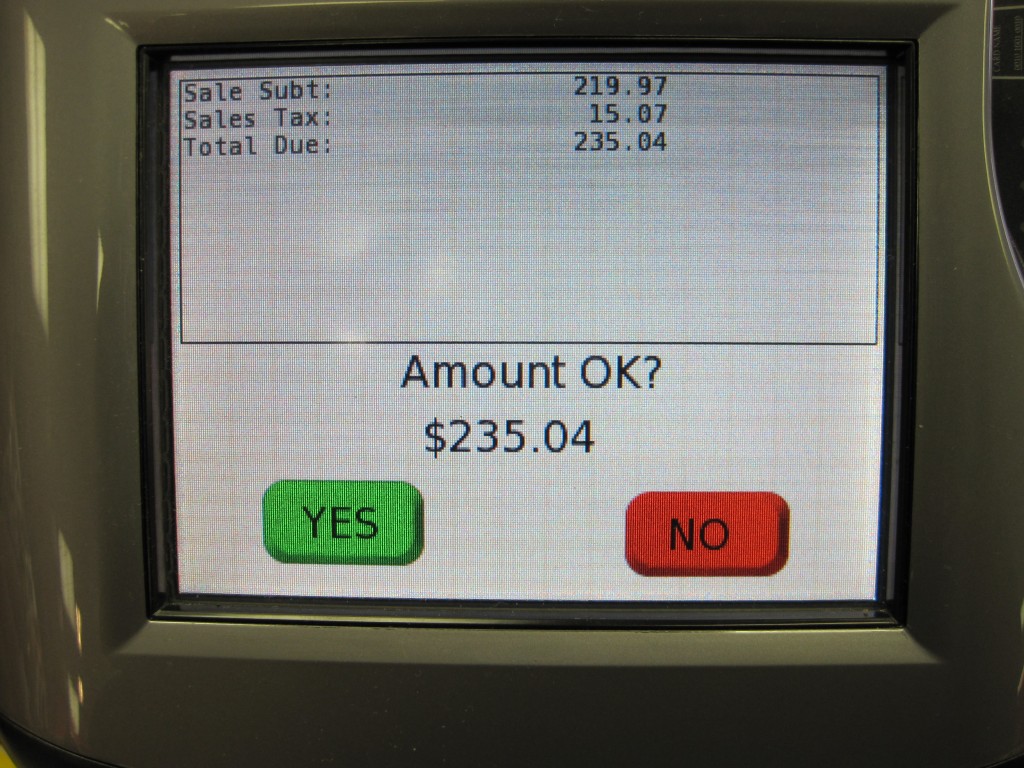 Sale Subt: 219.97
Sales Tax: 15.07
Total Due: 235.04
Amount OK?
$235.04
YES NO